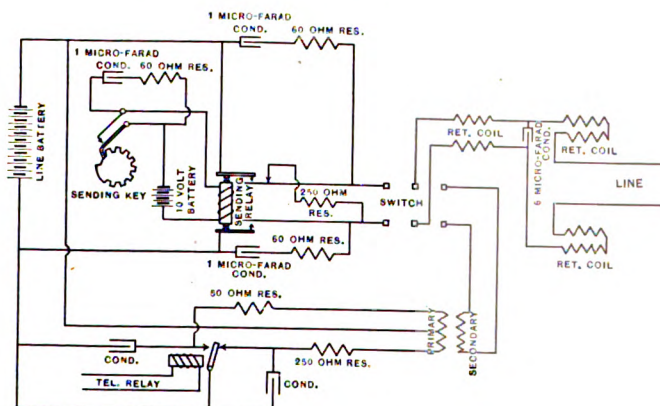 1 MICRO-FARAD
COND.
60 OHM RES.
1 MICRO-FARAD
COND.
60 OHM RES.
LINE BATTERY
SENDING KEY
10 VOLT
BATTERY
SENDING
RELAY
250 OHM
RES.
SWITCH
RET. COIL
RET. COIL
6 MICRO-FARAD
COND.
LINE
RET. COIL
60 OHM RES.
1 MICRO-FARAD
COND.
50 OHM RES.
PRIMARY
SECONDARY
COND.
250 OHM RES.
TEL. RELAY
COND.